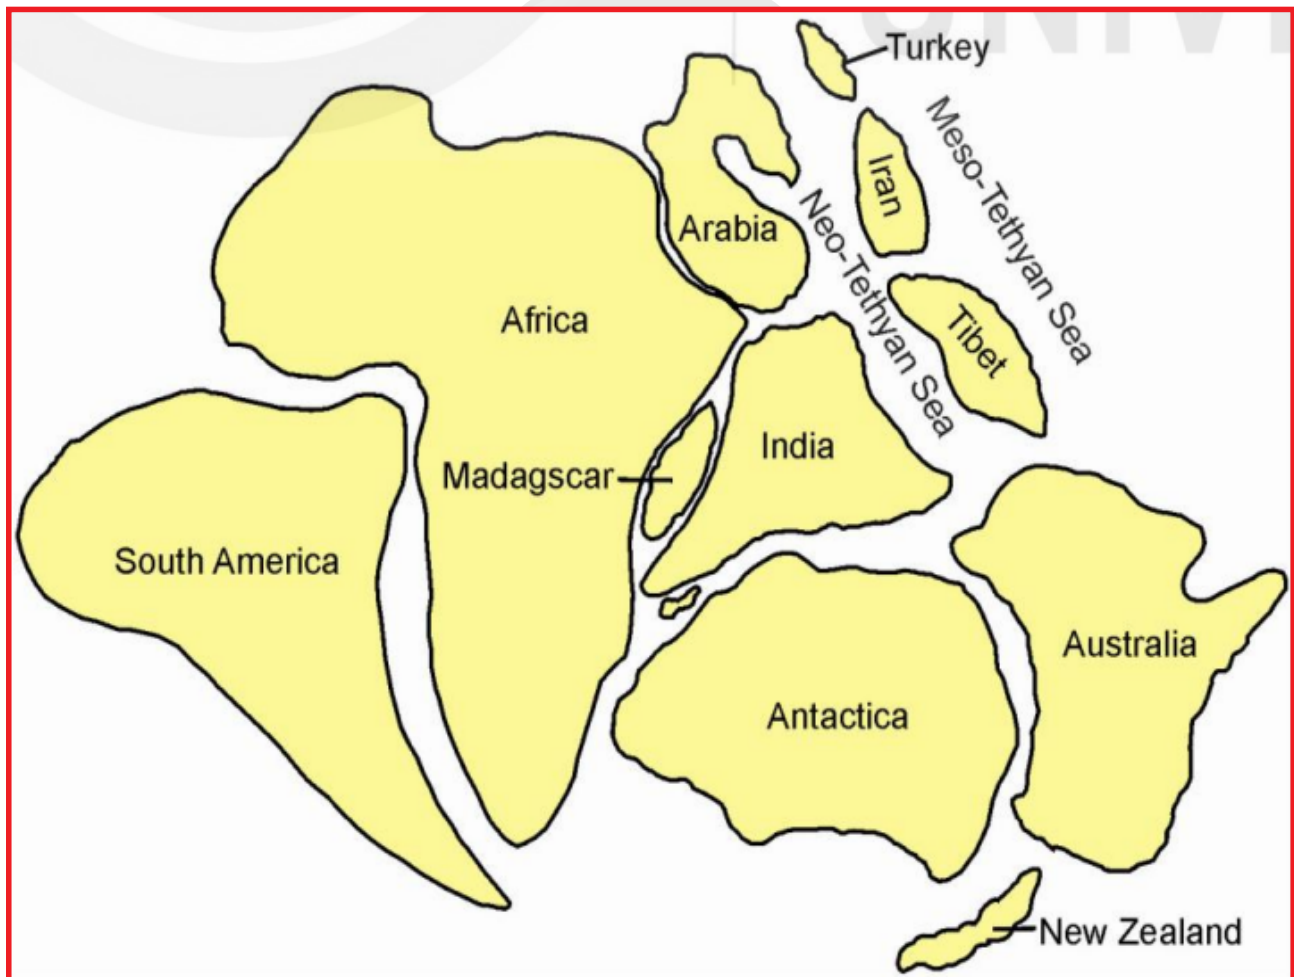 Turkey
Meso-Tethyan Sea
Iran
Neo-Tethyan Sea
Arabia
Africa
Tibet
India
Madagscar
South America
Australia
Antactica
New Zealand